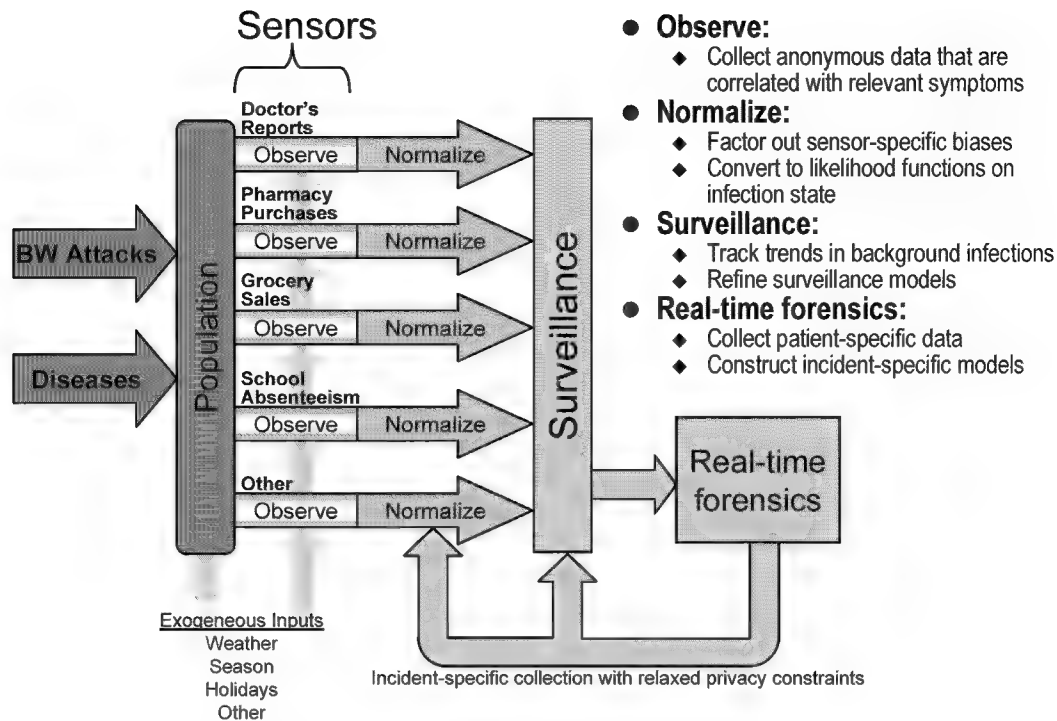 Sensors
Doctor's
Reports
Observe
Normalize
Pharmacy
Purchases
Observe
Normalize
Grocery
Sales
Observe
Normalize
School
Absenteeism
Observe
Normalize
Other
Observe
Normalize
BW Attacks
Diseases
Population
Surveillance
Real-time
forensics
Exogeneous Inputs
Weather
Season
Holidays
Other
Incident-specific collection with relaxed privacy constraints
● Observe:
◆ Collect anonymous data that are
correlated with relevant symptoms
● Normalize:
◆ Factor out sensor-specific biases
◆ Convert to likelihood functions on
infection state
● Surveillance:
◆ Track trends in background infections
◆ Refine surveillance models
● Real-time forensics:
◆ Collect patient-specific data
◆ Construct incident-specific models